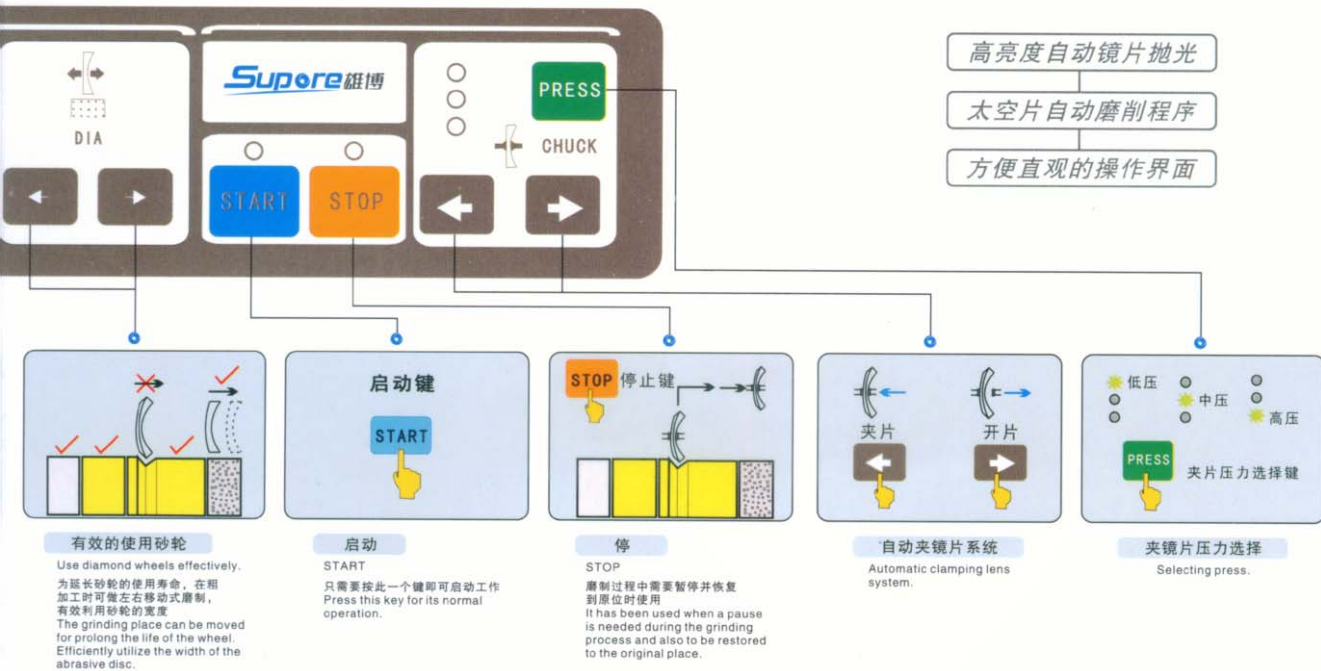 DIA
Supore雄博
START
STOP
PRESS
CHUCK
高亮度自动镜片抛光
太空片自动磨削程序
方便直观的操作界面
有效的使用砂轮
Use diamond wheels effectively.
为延长砂轮的使用寿命，在粗
加工时可做左右移动式磨制，
有效利用砂轮的宽度
The grinding place can be moved
for prolong the life of the wheel.
Efficiently utilize the width of the
abrasive disc.
启动键
START
启动
START
只需要按此一个键即可启动工作
Press this key for its normal
operation.
STOP 停止键
停
STOP
磨制过程中需要暂停并恢复
到原位时使用
It has been used when a pause
is needed during the grinding
process and also to be restored
to the original place.
夹片 开片
自动夹镜片系统
Automatic clamping lens
system.
低压
中压
高压
PRESS
夹片压力选择键
夹镜片压力选择
Selecting press.